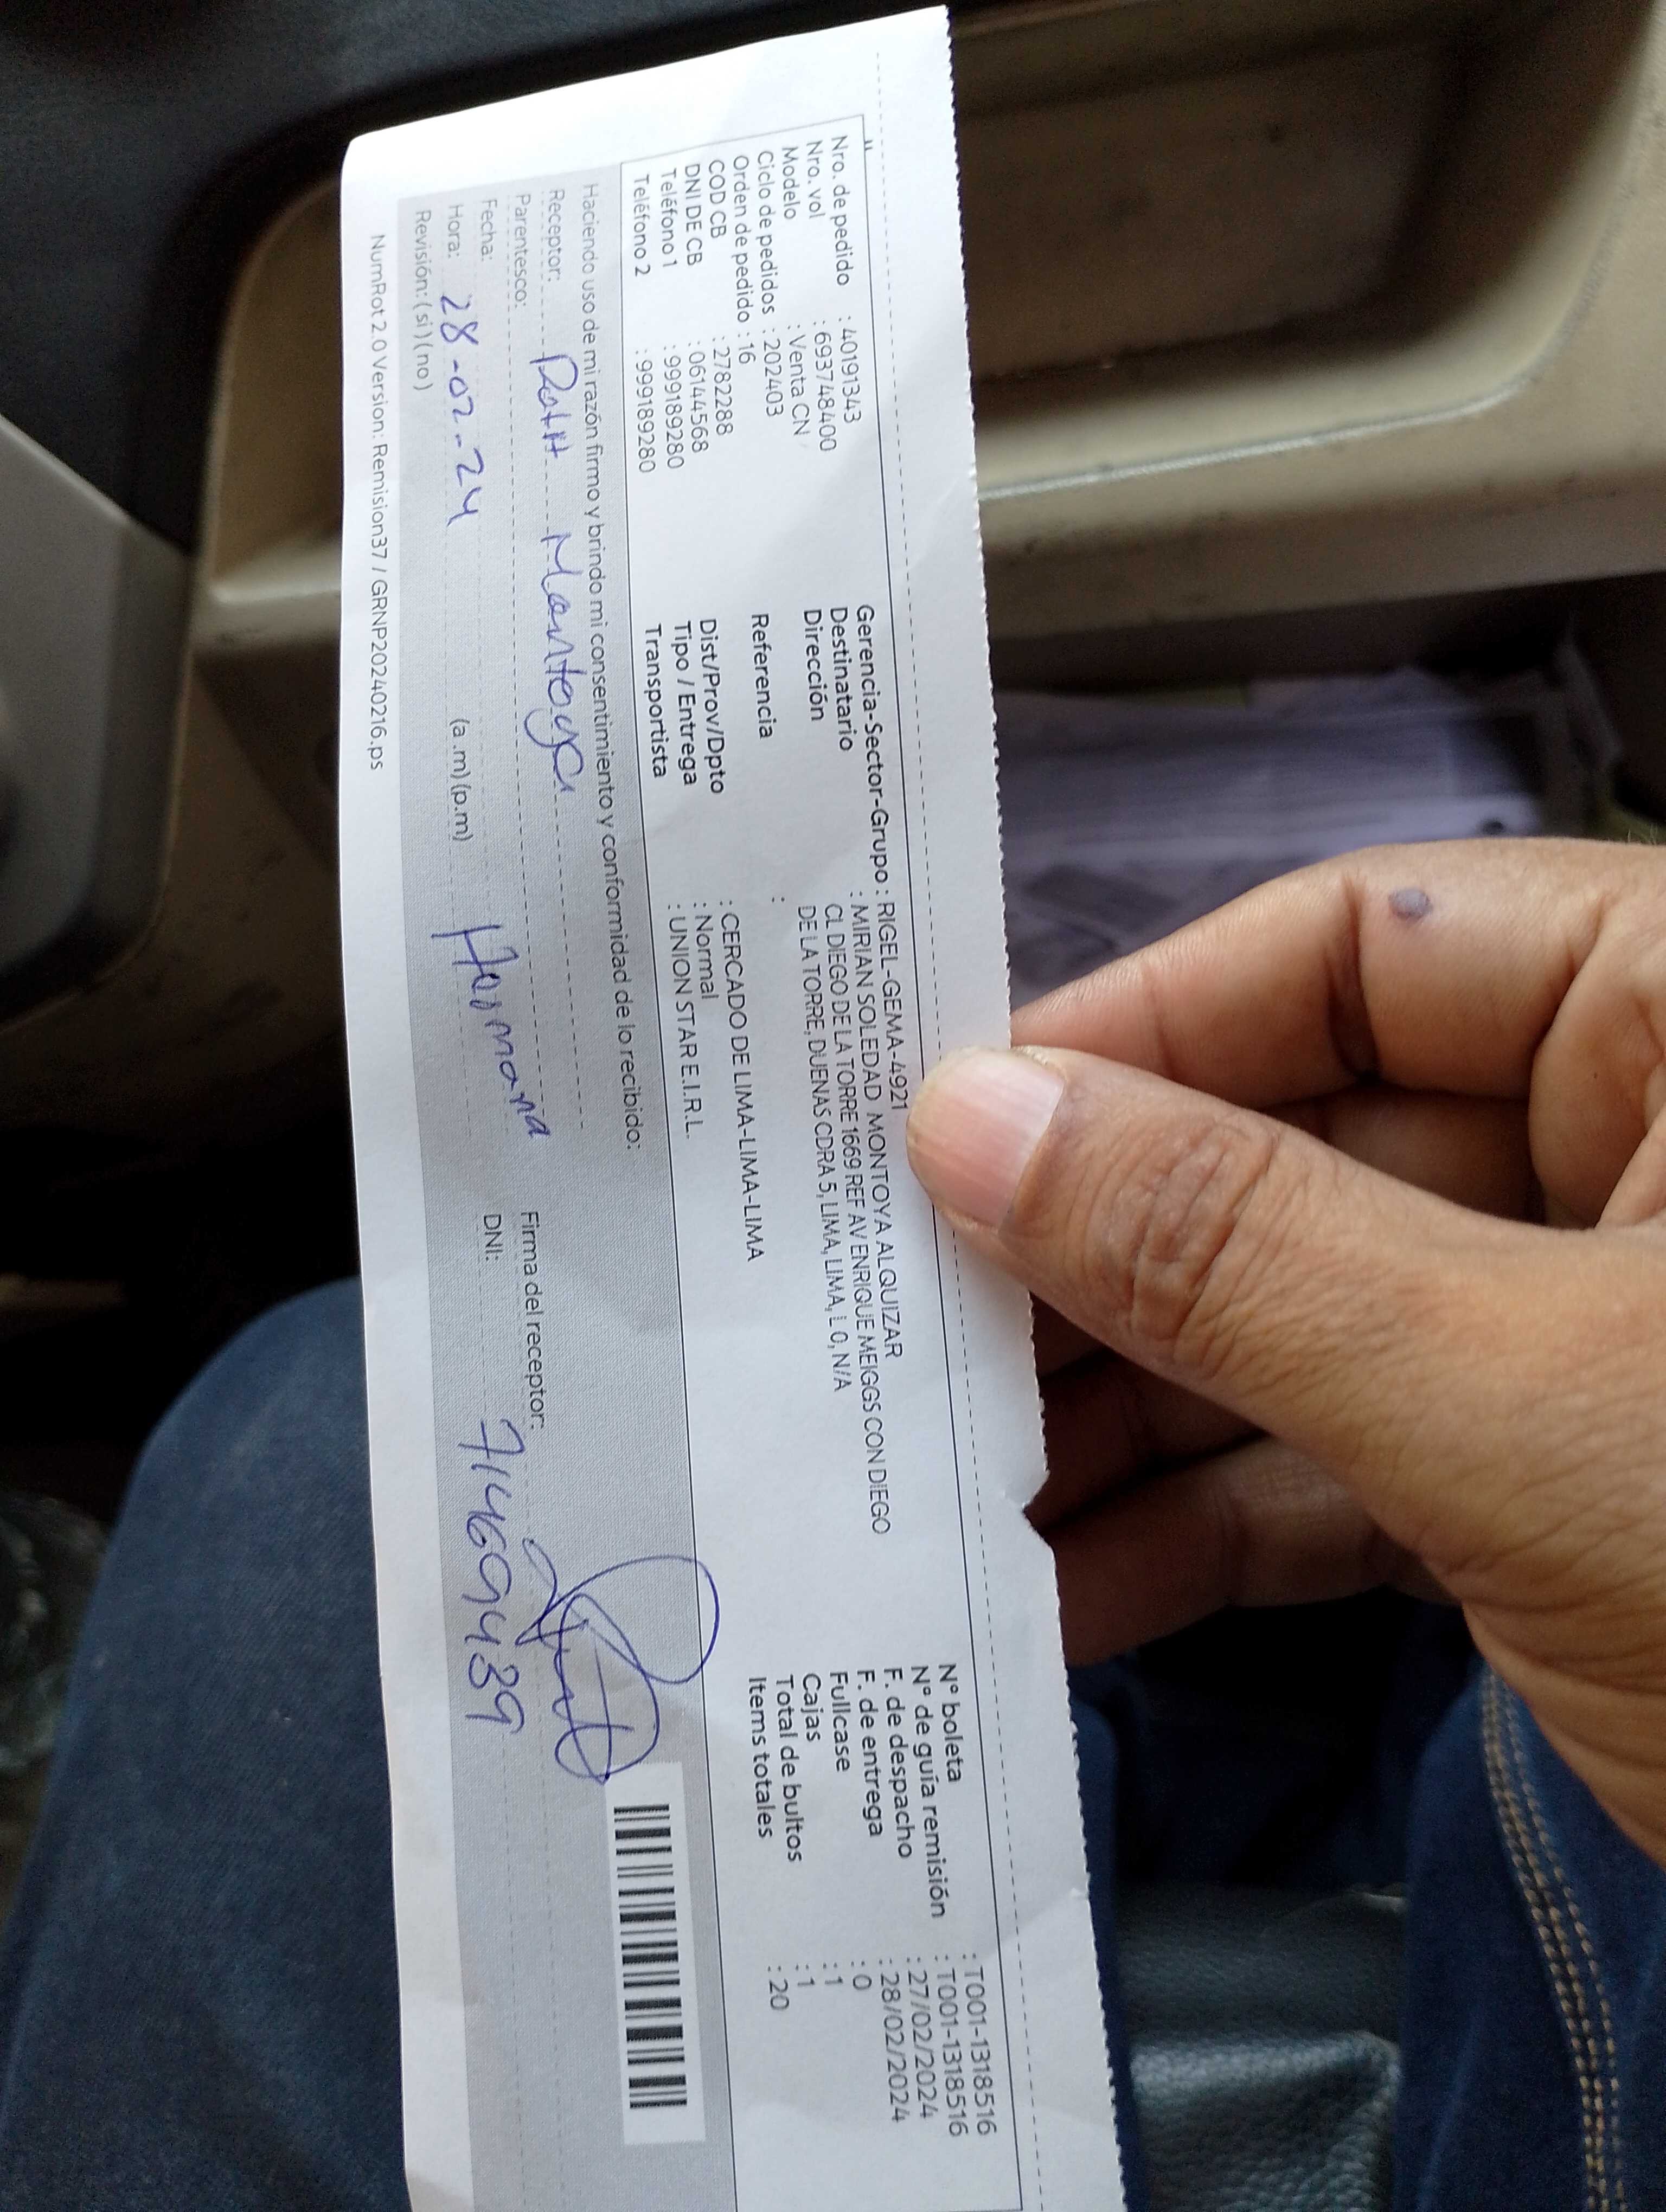 Nro. de pedido : 40191343
Nro. vol : 693748400
Modelo : Venta CN
Ciclo de pedidos : 202403
Orden de pedido : 16
COD CB : 2782288
DNI DE CB : 06144568
Teléfono 1 : 999189280
Teléfono 2 : 999189280
Gerencia-Sector-Grupo : RIGEL-GEMA-4921
Destinatario : MIRIAN SOLEDAD MONTOYA ALQUIZAR
Dirección CL DIEGO DE LA TORRE 1669 REF AV ENRIQUE MEIGGS CON DIEGO
DE LA TORRE, DUENAS CDRA 5, LIMA, LIMA, L 0, N/A
Referencia :
Dist/Prov/Dpto : CERCADO DE LIMA-LIMA-LIMA
Tipo / Entrega : Normal
Transportista : UNION STAR E.I.R.L.
N° boleta : T001-1318516
N° de guía remisión : T001-1318516
F. de despacho : 27/02/2024
F. de entrega : 28/02/2024
Fullcase : 0
Cajas : 1
Total de bultos : 1
Items totales : 20
Haciendo uso de mi razón firmo y brindo mi consentimiento y conformidad de lo recibido:
Receptor: Montoya
Parentesco: Hermana
Fecha: 28-02-24
Hora: (a.m)(p.m)
Revisión: (si) (no)
Firma del receptor:
DNI: 71469439
NumRot 2.0 Version: Remision37 / GRNP20240216.ps